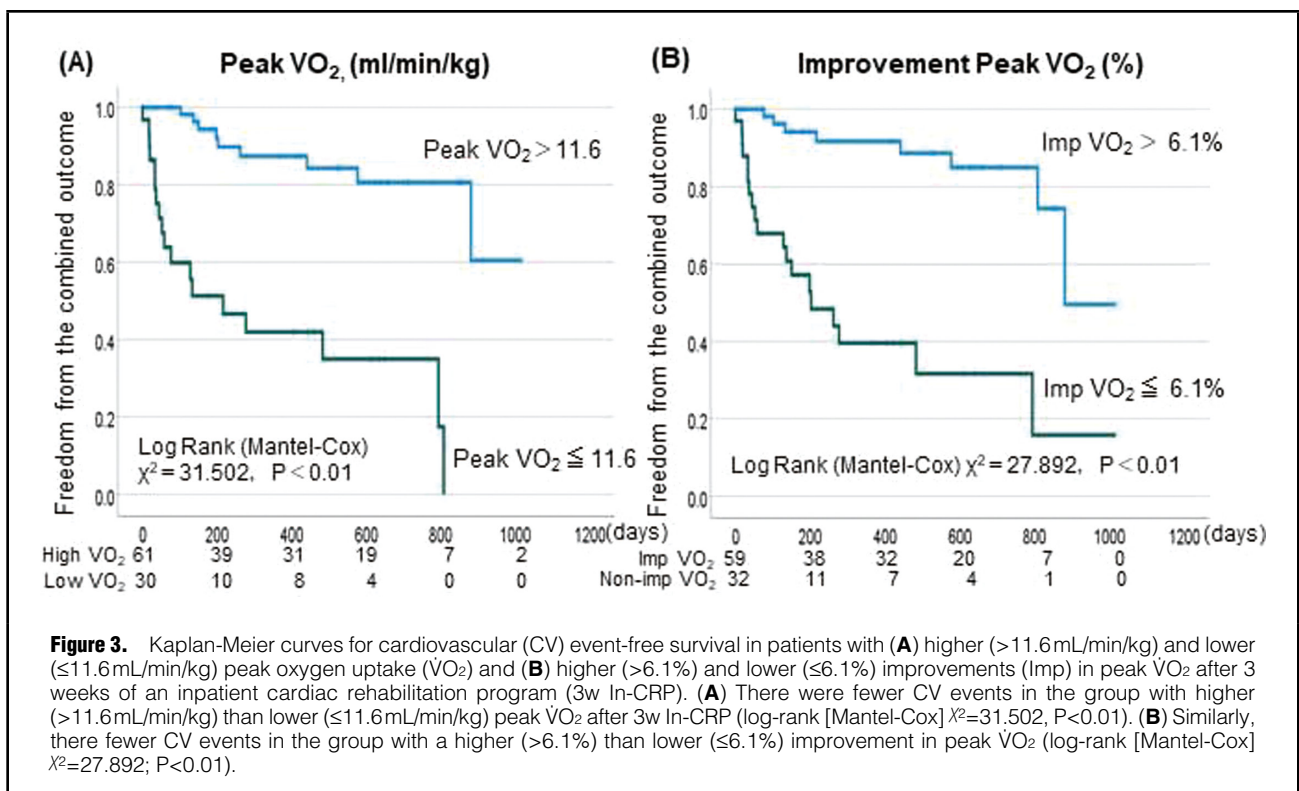 (A) Peak V̇O₂, (ml/min/kg)
Freedom from the combined outcome
1.0
0.8
0.6
0.4
0.2
0.0
Peak VO₂ > 11.6
Peak VO₂ ≦ 11.6
Log Rank (Mantel-Cox)
χ² = 31.502, P < 0.01
0 200 400 600 800 1000 1200 (days)
High VO₂ 61 39 31 19 7 2
Low VO₂ 30 10 8 4 0 0
(B) Improvement Peak V̇O₂ (%)
Freedom from the combined outcome
1.0
0.8
0.6
0.4
0.2
0.0
Imp VO₂ > 6.1%
Imp VO₂ ≦ 6.1%
Log Rank (Mantel-Cox) χ² = 27.892, P < 0.01
0 200 400 600 800 1000 1200 (days)
Imp VO₂ 59 38 32 20 7 0
Non-imp VO₂ 32 11 7 4 1 0
Figure 3. Kaplan-Meier curves for cardiovascular (CV) event-free survival in patients with (A) higher (>11.6 mL/min/kg) and lower
(≤11.6 mL/min/kg) peak oxygen uptake (V̇O₂) and (B) higher (>6.1%) and lower (≤6.1%) improvements (Imp) in peak V̇O₂ after 3
weeks of an inpatient cardiac rehabilitation program (3w In-CRP). (A) There were fewer CV events in the group with higher
(>11.6 mL/min/kg) than lower (≤11.6 mL/min/kg) peak V̇O₂ after 3w In-CRP (log-rank [Mantel-Cox] χ²=31.502, P<0.01). (B) Similarly,
there fewer CV events in the group with a higher (>6.1%) than lower (≤6.1%) improvement in peak V̇O₂ (log-rank [Mantel-Cox]
χ²=27.892; P<0.01).